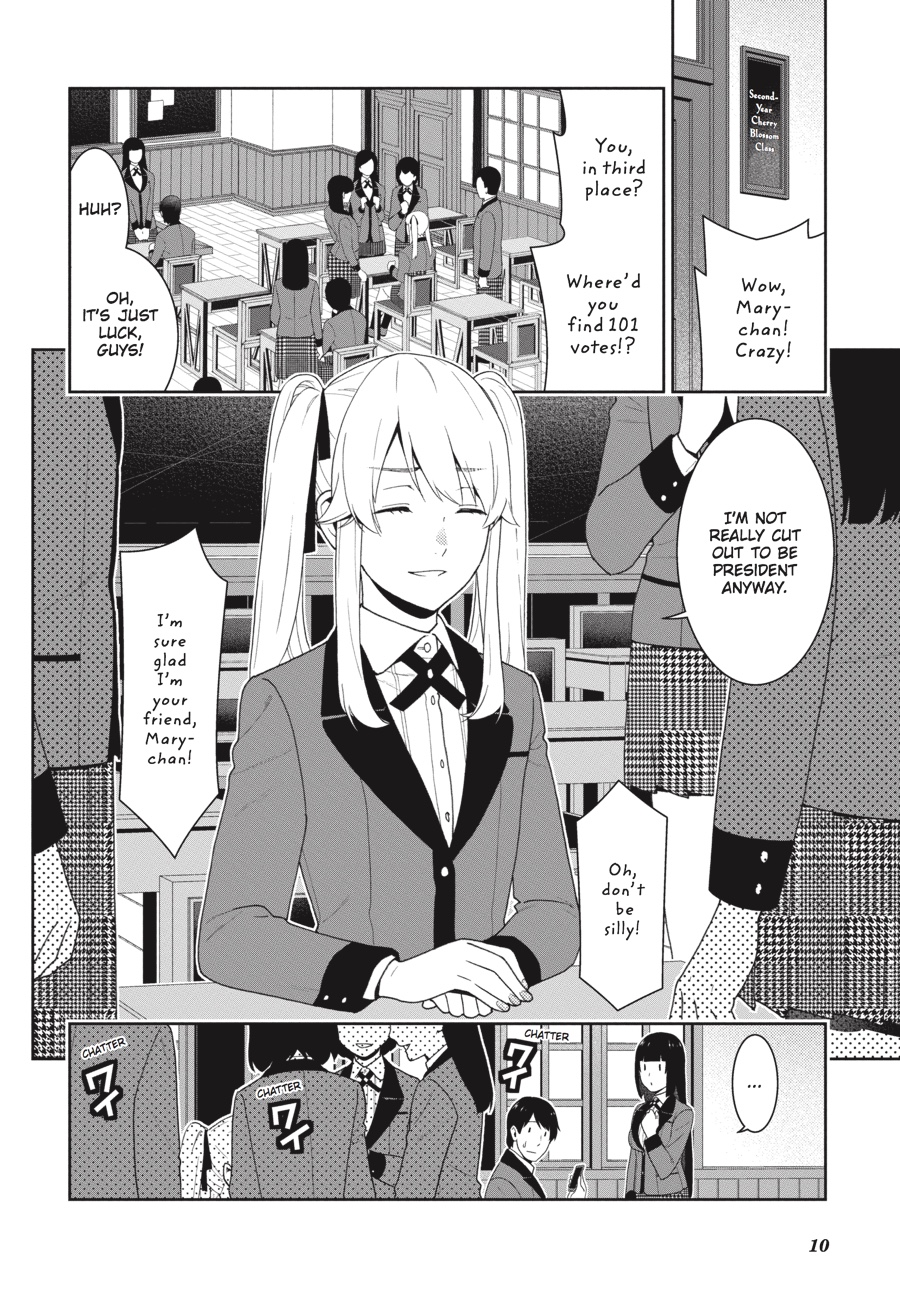 Second-
Year
Cherry
Blossom
Class
Wow,
Mary-
chan!
Crazy!
You,
in third
place?
Where'd
you
find 101
votes!?
HUH?
OH,
IT'S JUST
LUCK,
GUYS!
I'M NOT
REALLY CUT
OUT TO BE
PRESIDENT
ANYWAY.
I'm
sure
glad
I'm
your
friend,
Mary-
chan!
Oh,
don't
be
silly!
...
CHATTER
ワイ
CHATTER
ワイ
CHATTER
ワイ
10